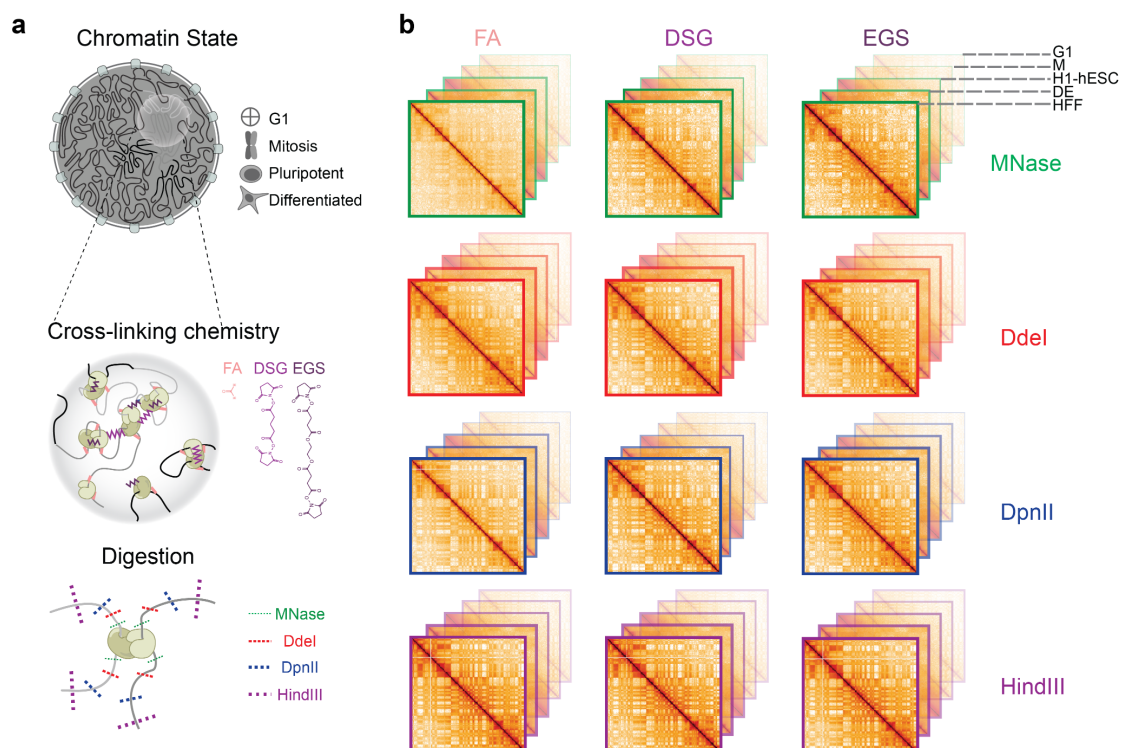 a
Chromatin State
G1
Mitosis
Pluripotent
Differentiated
Cross-linking chemistry
FA DSG EGS
Digestion
MNase
DdeI
DpnII
HindIII
b
FA DSG EGS
G1
M
H1-hESC
DE
HFF
MNase
DdeI
DpnII
HindIII